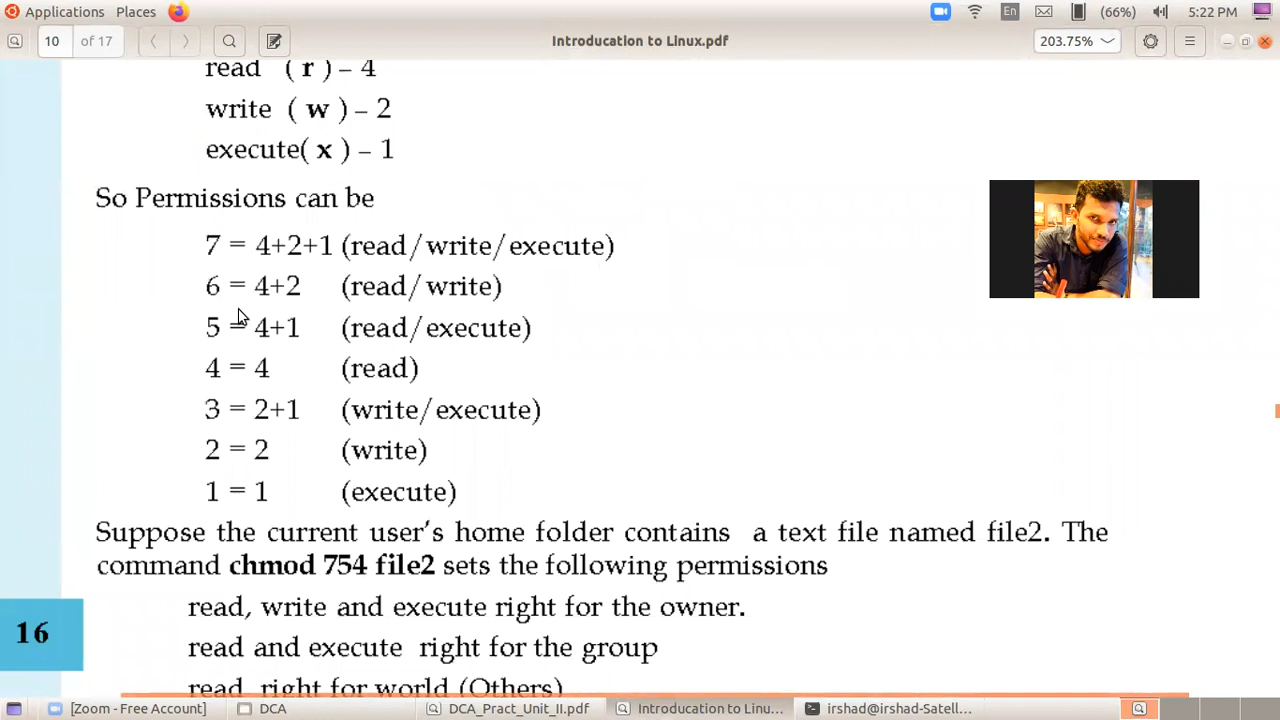 Applications Places En (66%) 5:22 PM
10 of 17 Introducation to Linux.pdf 203.75%
read ( r ) – 4
write ( w ) – 2
execute( x ) – 1
So Permissions can be
7 = 4+2+1 (read/write/execute)
6 = 4+2 (read/write)
5 = 4+1 (read/execute)
4 = 4 (read)
3 = 2+1 (write/execute)
2 = 2 (write)
1 = 1 (execute)
Suppose the current user's home folder contains a text file named file2. The
command chmod 754 file2 sets the following permissions
read, write and execute right for the owner.
16
read and execute right for the group
read right for world (Others)
[Zoom - Free Account] DCA DCA_Pract_Unit_II.pdf Introducation to Linu... irshad@irshad-Satell...